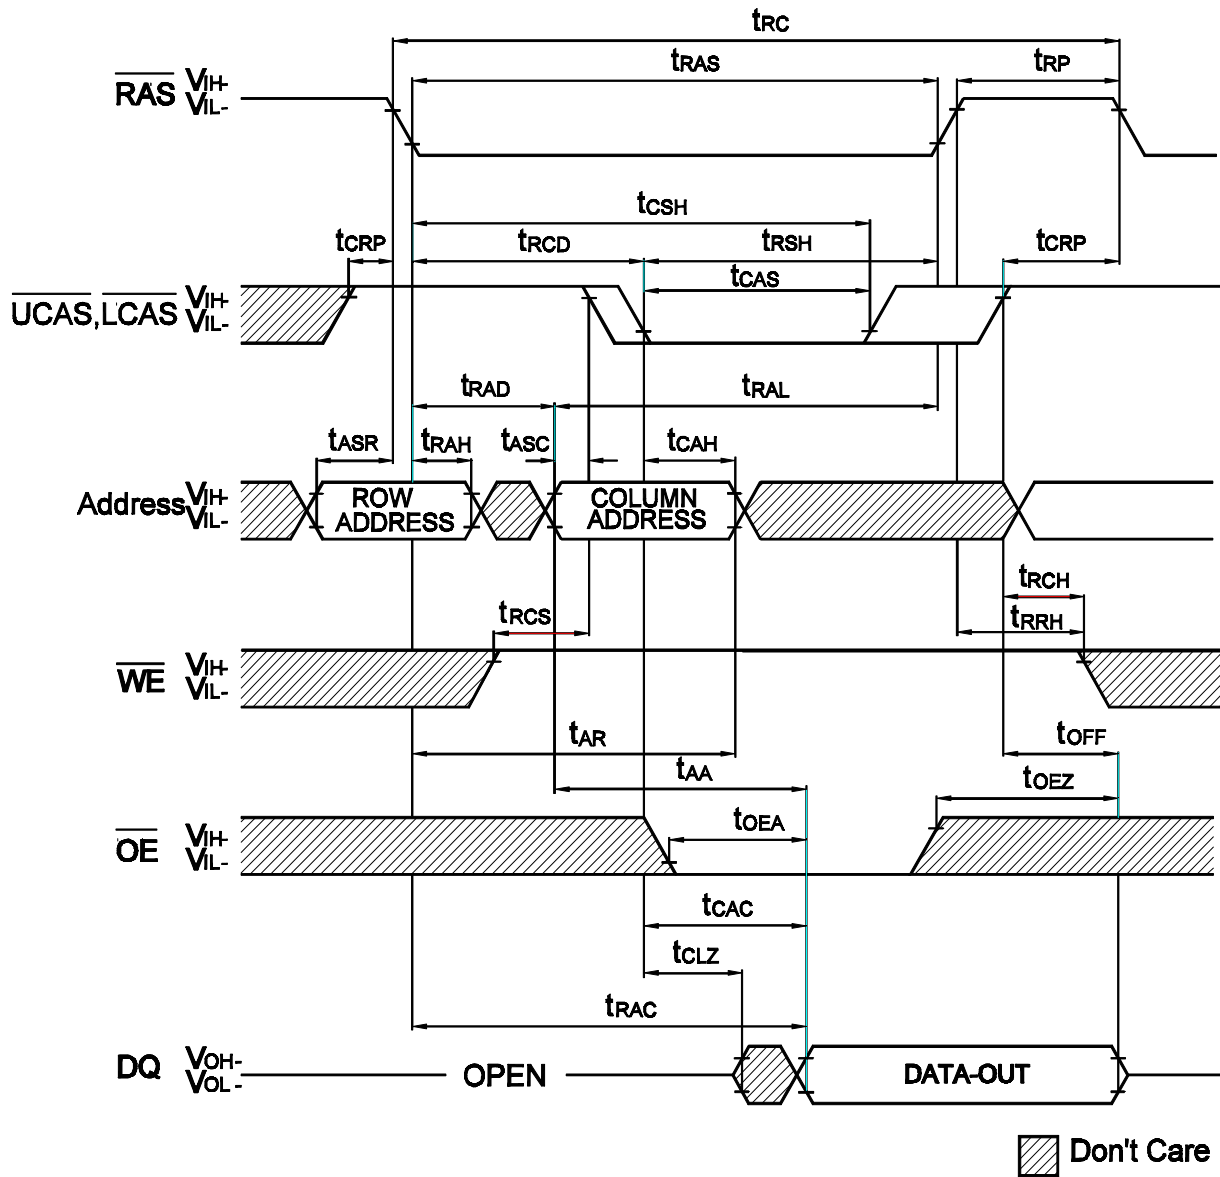 tRC
tRAS
tRP
RAS VIH-
VIL-
tCSH
tCRP
tRCD
tRSH
tCRP
tCAS
UCAS,LCAS VIH-
VIL-
tRAD
tRAL
tASR
tRAH
tASC
tCAH
Address VIH-
VIL-
ROW
ADDRESS
COLUMN
ADDRESS
tRCH
tRCS
tRRH
WE VIH-
VIL-
tAR
tOFF
tAA
tOEZ
tOEA
OE VIH-
VIL-
tCAC
tCLZ
tRAC
DQ VOH-
VOL-
OPEN
DATA-OUT
Don't Care